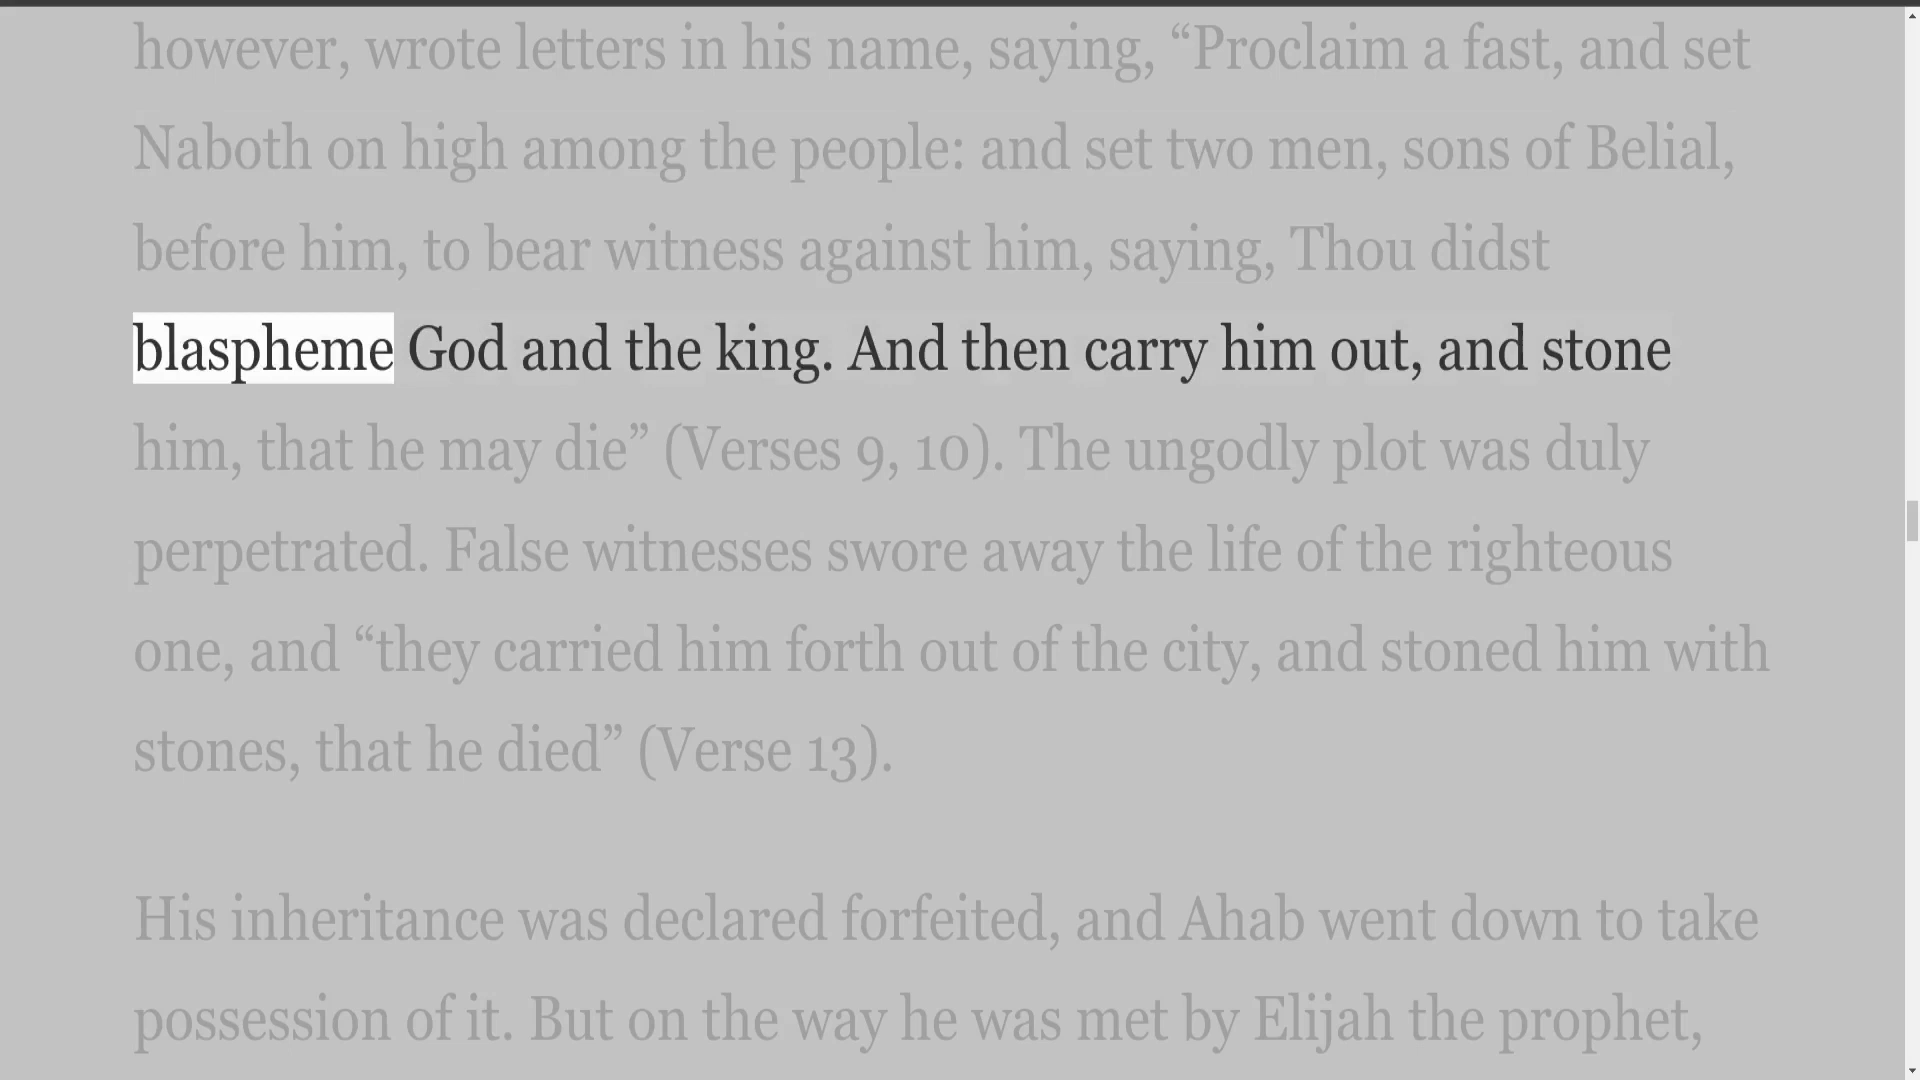 however, wrote letters in his name, saying, “Proclaim a fast, and set
Naboth on high among the people: and set two men, sons of Belial,
before him, to bear witness against him, saying, Thou didst
blaspheme God and the king. And then carry him out, and stone
him, that he may die” (Verses 9, 10). The ungodly plot was duly
perpetrated. False witnesses swore away the life of the righteous
one, and “they carried him forth out of the city, and stoned him with
stones, that he died” (Verse 13).
His inheritance was declared forfeited, and Ahab went down to take
possession of it. But on the way he was met by Elijah the prophet,